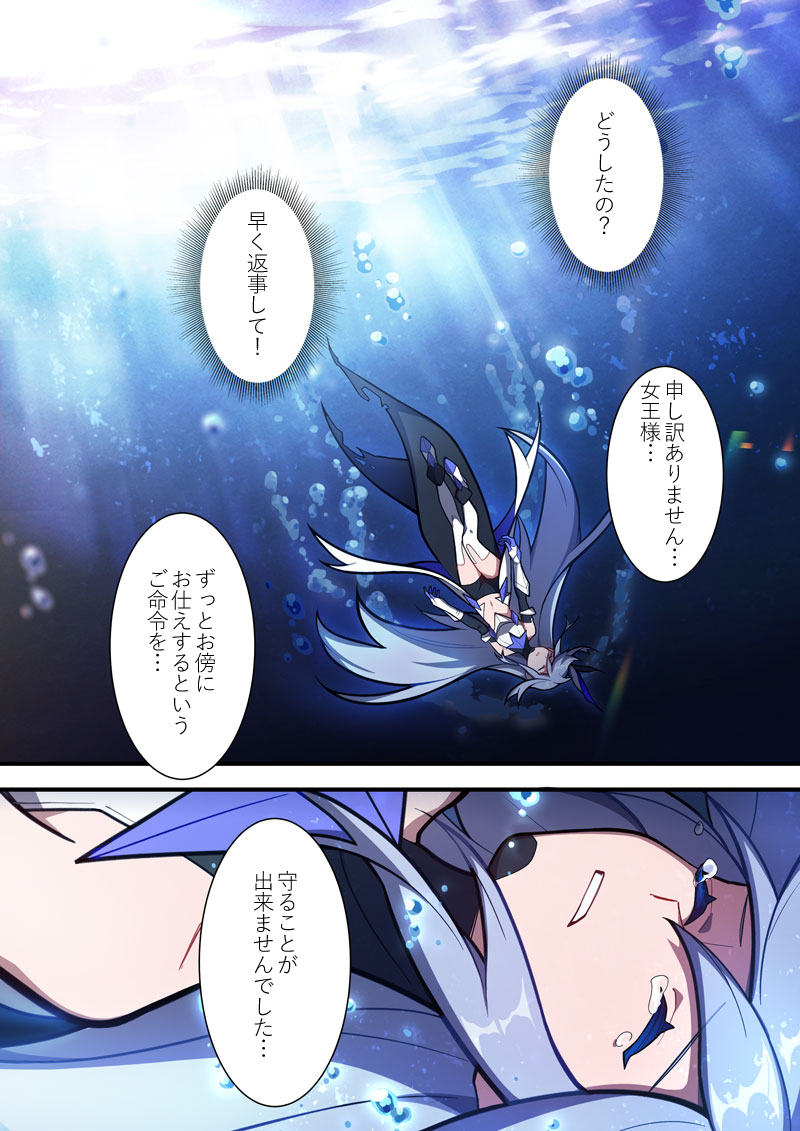 どうしたの？
早く返事して！
申し訳ありません…
女王様…
ずっとお傍に
お仕えするという
ご命令を…
守ることが
出来ませんでした…